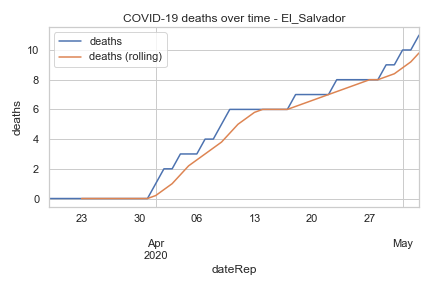 COVID-19 deaths over time - El_Salvador
deaths
deaths (rolling)
deaths
10
8
6
4
2
0
23
30
06
13
20
27
Apr
2020
May
dateRep